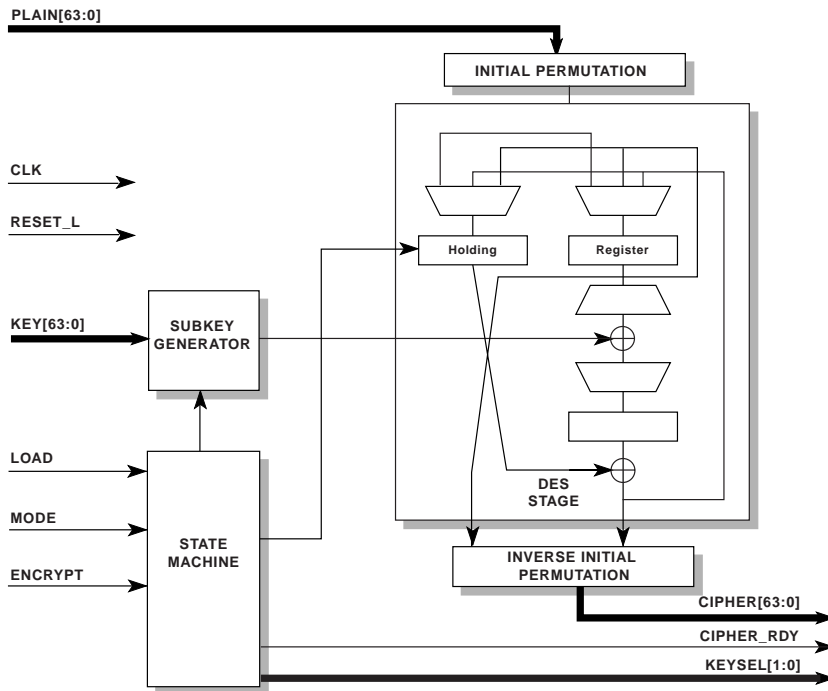 PLAIN[63:0]
INITIAL PERMUTATION
CLK
RESET_L
Holding
Register
KEY[63:0]
SUBKEY
GENERATOR
LOAD
MODE
ENCRYPT
STATE
MACHINE
DES
STAGE
INVERSE INITIAL
PERMUTATION
CIPHER[63:0]
CIPHER_RDY
KEYSEL[1:0]